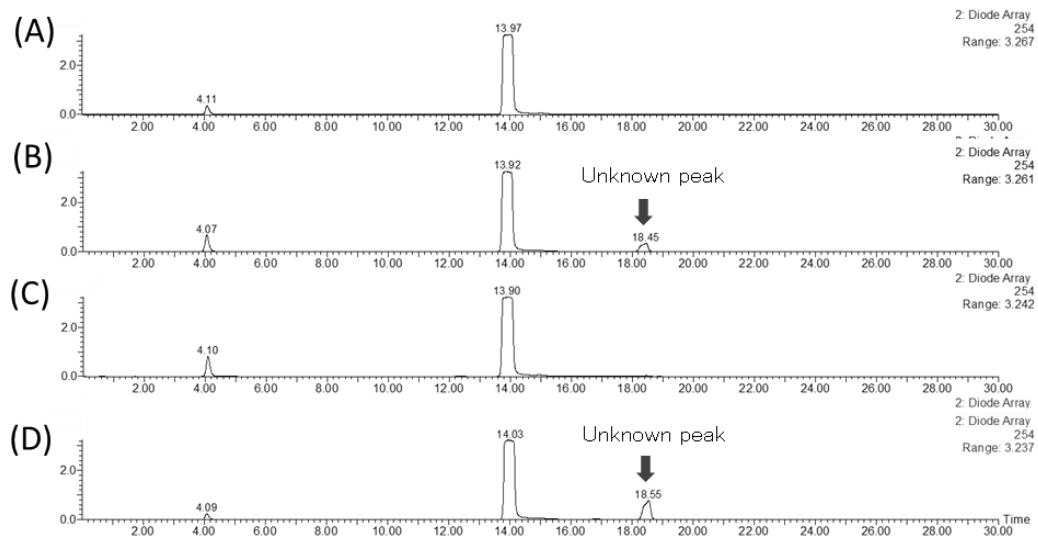 (A)
2: Diode Array
254
Range: 3.267
13.97
2.0
4.11
0.0
2.00 4.00 6.00 8.00 10.00 12.00 14.00 16.00 18.00 20.00 22.00 24.00 26.00 28.00 30.00
(B)
2: Diode Array
254
Range: 3.261
13.92
Unknown peak
2.0
4.07
18.45
0.0
2.00 4.00 6.00 8.00 10.00 12.00 14.00 16.00 18.00 20.00 22.00 24.00 26.00 28.00 30.00
(C)
2: Diode Array
254
Range: 3.242
13.90
2.0
4.10
0.0
2.00 4.00 6.00 8.00 10.00 12.00 14.00 16.00 18.00 20.00 22.00 24.00 26.00 28.00 30.00
2: Diode Array
(D)
2: Diode Array
254
Range: 3.237
14.03
Unknown peak
2.0
4.09
18.55
0.0
Time
2.00 4.00 6.00 8.00 10.00 12.00 14.00 16.00 18.00 20.00 22.00 24.00 26.00 28.00 30.00